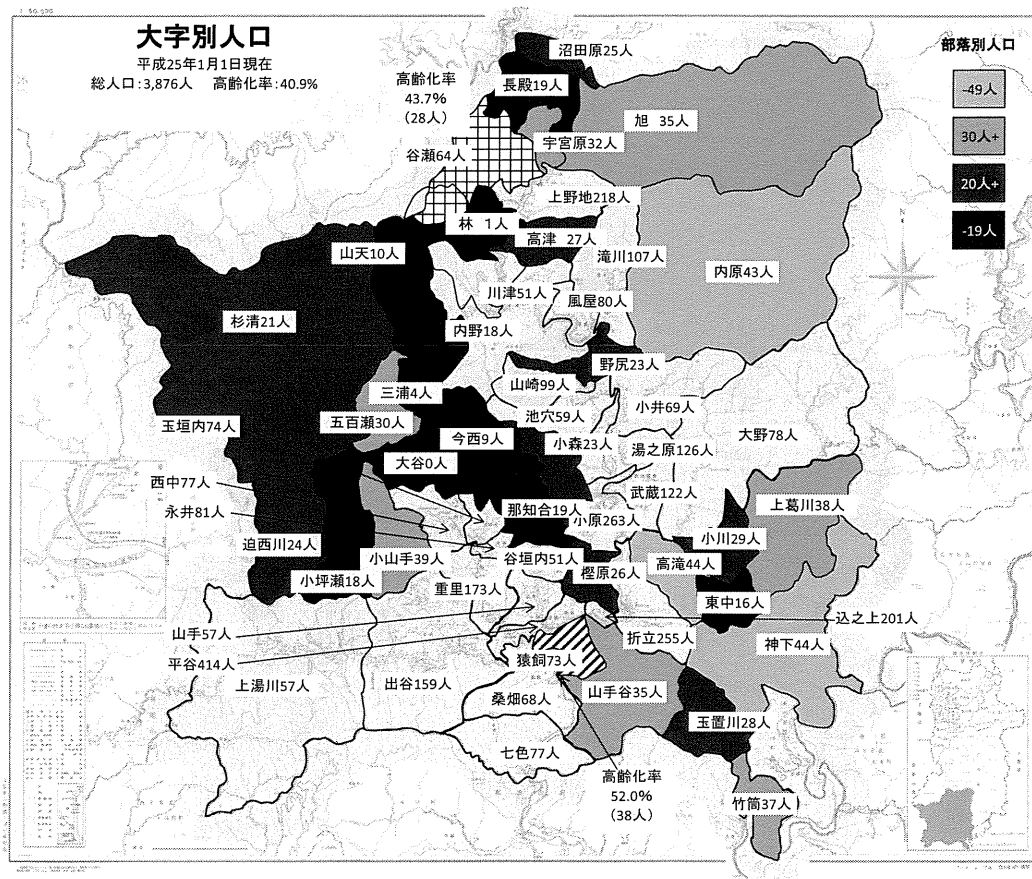 大字別人口
平成25年1月1日現在
総人口:3,876人 高齢化率:40.9%
部落別人口
-49人
30人+
20人+
-19人
高齢化率
43.7%
(28人)
沼田原25人
長殿19人
旭 35人
宇宮原32人
谷瀬64人
上野地218人
林 1人
高津 27人
山天10人
滝川107人
内原43人
川津51人
風屋80人
杉清21人
内野18人
野尻23人
山崎99人
三浦4人
小井69人
池穴59人
五百瀬30人
玉垣内74人
今西9人
小森23人
大野78人
湯之原126人
大谷0人
西中77人
武蔵122人
上葛川38人
那知合19人
永井81人
小原263人
小川29人
迫西川24人
小山手39人
谷垣内51人
高滝44人
樫原26人
小坪瀬18人
重里173人
東中16人
込之上201人
山手57人
折立255人
神下44人
平谷414人
猿飼73人
上湯川57人
出谷159人
山手谷35人
桑畑68人
玉置川28人
七色77人
高齢化率
52.0%
(38人)
竹筒37人